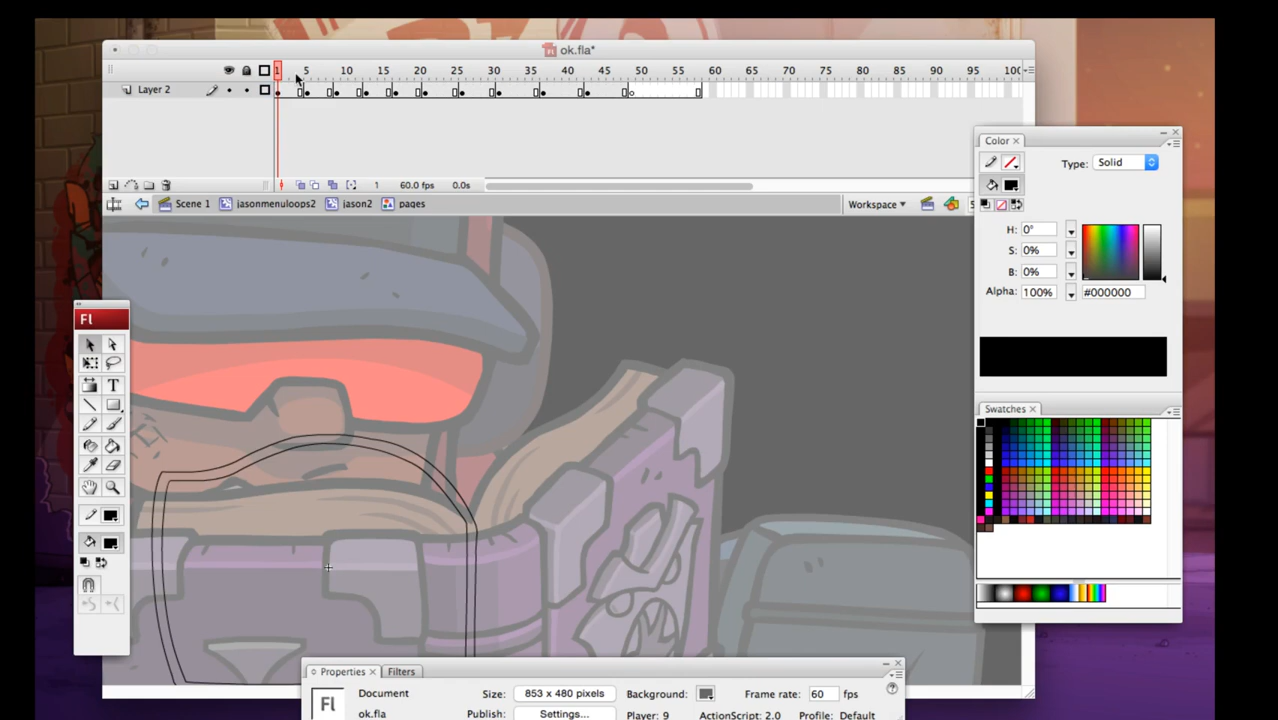 ok.fla*
1 5 10 15 20 25 30 35 40 45 50 55 60 65 70 75 80 85 90 95 100
Layer 2
1 60.0 fps 0.0s
Scene 1 jasonmenuloops2 jason2 pages Workspace
Color
Type: Solid
H: 0°
S: 0%
B: 0%
Alpha: 100% #000000
Fl
T
Swatches
Properties Filters
Fl
Document Size: 853 x 480 pixels Background: Frame rate: 60 fps
ok.fla Publish: Settings... Player: 9 ActionScript: 2.0 Profile: Default